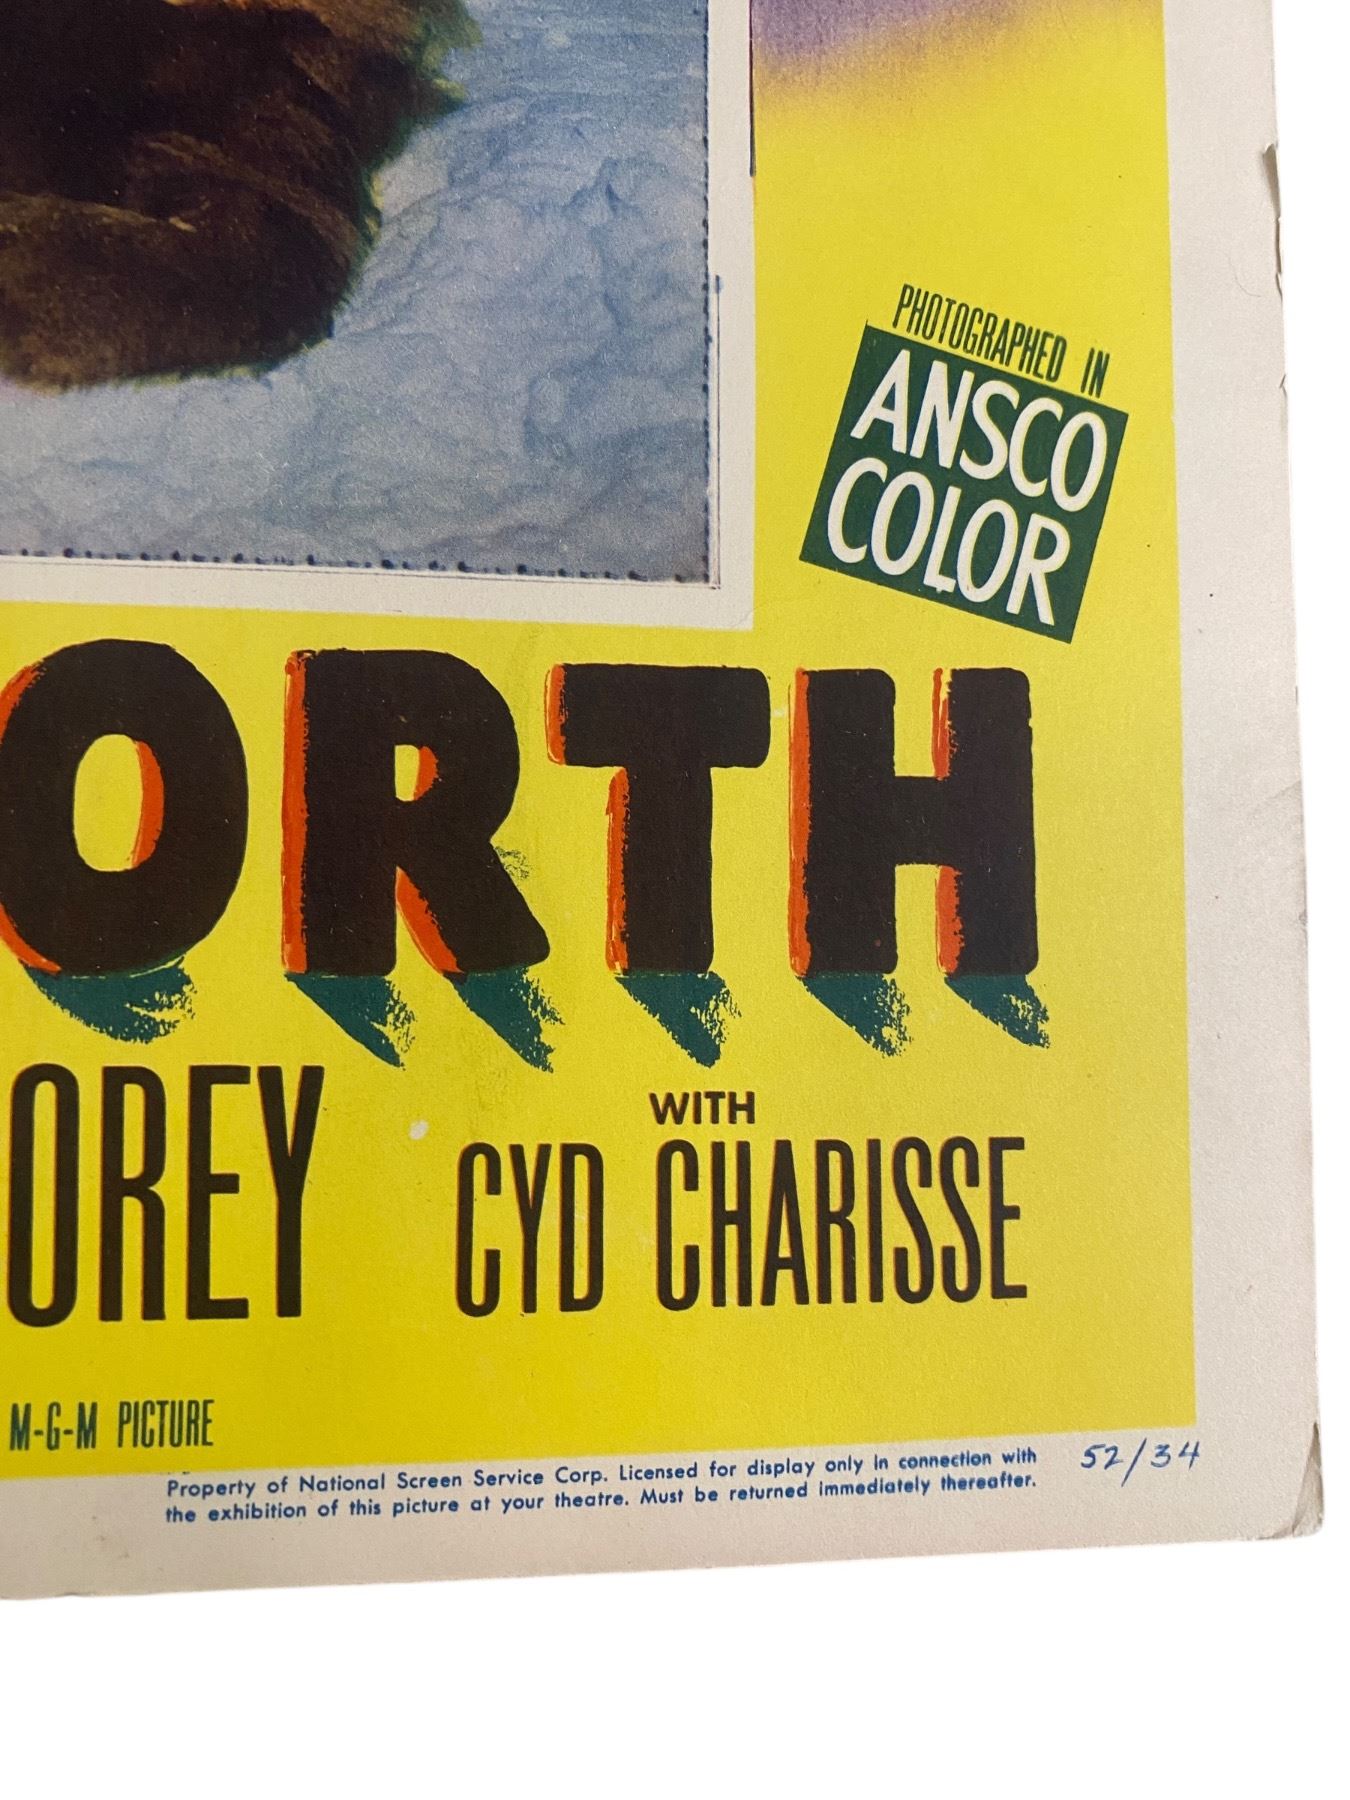 PHOTOGRAPHED IN
ANSCO
COLOR
ORTH
OREY
WITH
CYD CHARISSE
M-G-M PICTURE
Property of National Screen Service Corp. Licensed for display only in connection with
the exhibition of this picture at your theatre. Must be returned immediately thereafter.
52/34